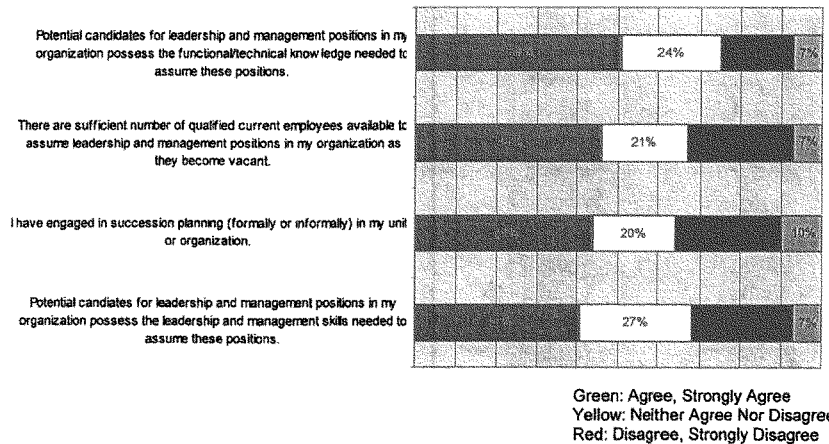 Potential candidates for leadership and management positions in my
organization possess the functional/technical knowledge needed to
assume these positions.
24%
7%
There are sufficient number of qualified current employees available to
assume leadership and management positions in my organization as
they become vacant.
21%
7%
I have engaged in succession planning (formally or informally) in my unit
or organization.
20%
10%
Potential candiates for leadership and management positions in my
organization possess the leadership and management skills needed to
assume these positions.
27%
7%
Green: Agree, Strongly Agree
Yellow: Neither Agree Nor Disagree
Red: Disagree, Strongly Disagree